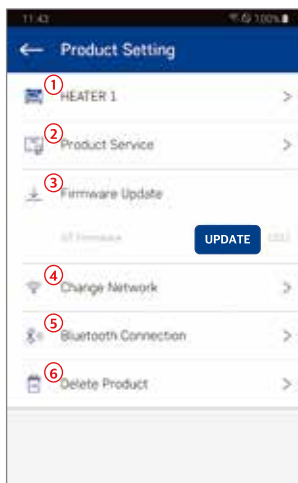 11:43 100%
← Product Setting
① HEATER 1 >
② Product Service >
③ Firmware Update
UPDATE
④ Change Network >
⑤ Bluetooth Connection >
⑥ Delete Product >